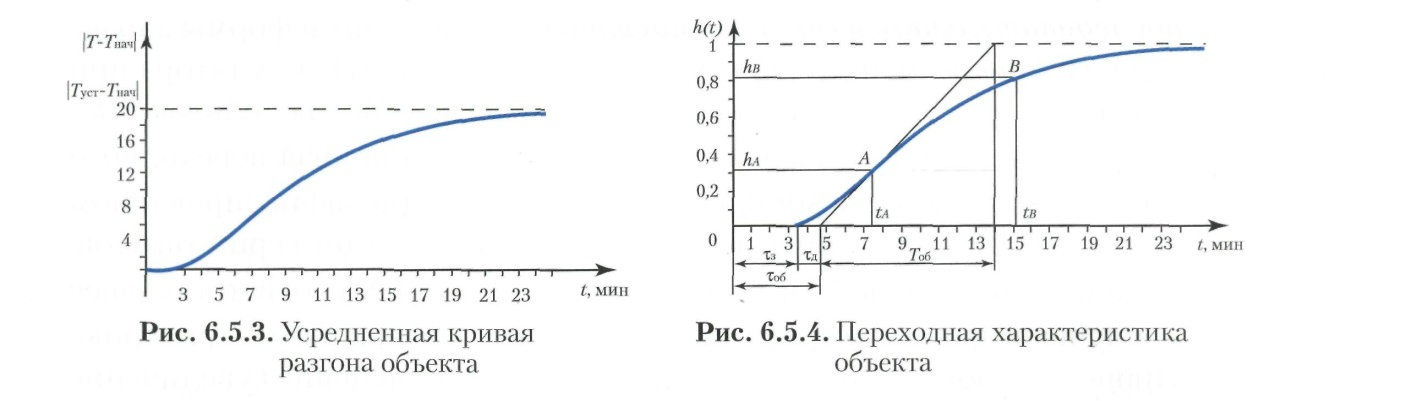 |T-Tнач|
|Tуст-Tнач|
20
16
12
8
4
3 5 7 9 11 13 15 17 19 21 23
t, мин
Рис. 6.5.3. Усредненная кривая
разгона объекта
h(t)
1
hB
B
0,8
0,6
0,4
hA
A
0,2
tA
tB
0
1 3 5 7 9 11 13 15 17 19 21 23
t, мин
τз
τд
Tоб
τоб
Рис. 6.5.4. Переходная характеристика
объекта